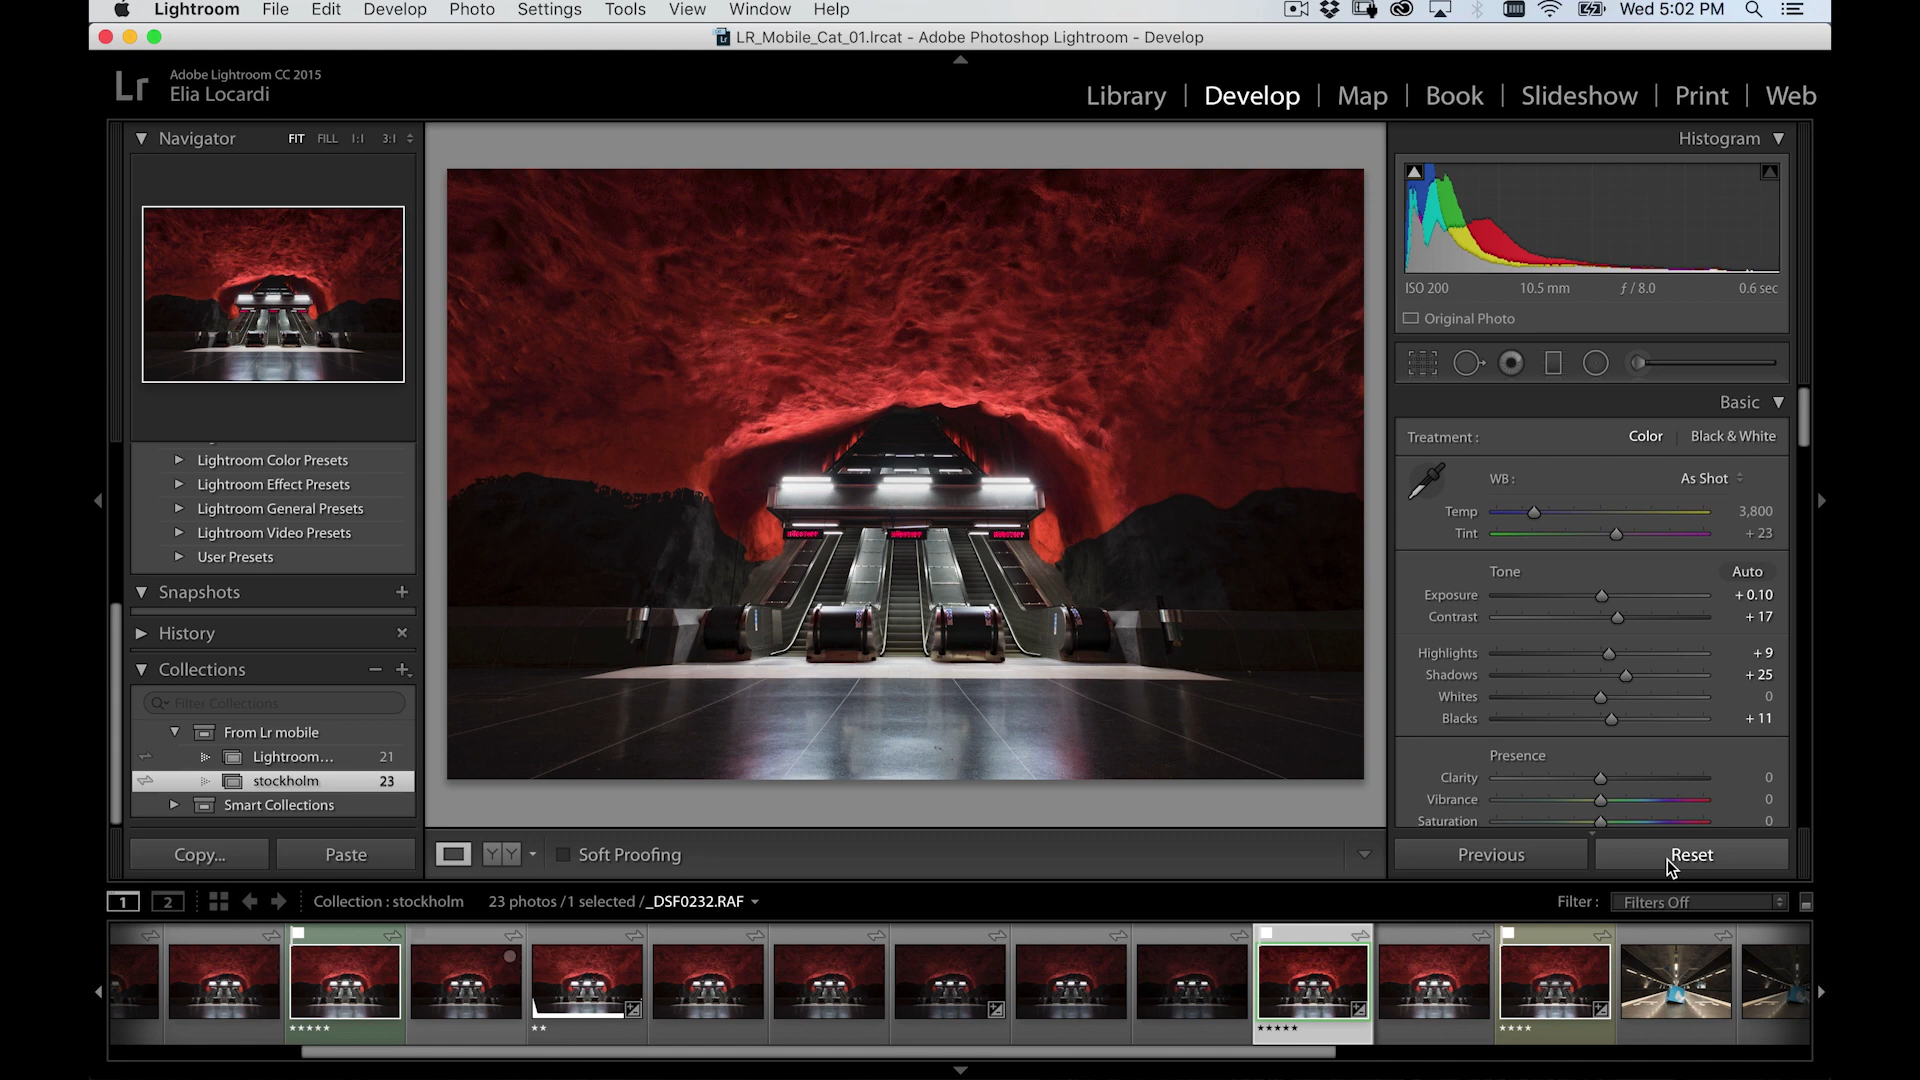 Lightroom File Edit Develop Photo Settings Tools View Window Help Wed 5:02 PM
LR_Mobile_Cat_01.lrcat - Adobe Photoshop Lightroom - Develop
Lr
Adobe Lightroom CC 2015
Elia Locardi
Library | Develop | Map | Book | Slideshow | Print | Web
Navigator FIT FILL 1:1 3:1
Histogram
ISO 200 10.5 mm ƒ / 8.0 0.6 sec
Original Photo
Basic
Treatment : Color Black & White
WB : As Shot
Temp 3,800
Tint + 23
Tone Auto
Exposure + 0.10
Contrast + 17
Highlights + 9
Shadows + 25
Whites 0
Blacks + 11
Presence
Clarity 0
Vibrance 0
Saturation 0
Lightroom Color Presets
Lightroom Effect Presets
Lightroom General Presets
Lightroom Video Presets
User Presets
Snapshots +
History ×
Collections − +
Filter Collections
From Lr mobile
Lightroom... 21
stockholm 23
Smart Collections
Copy... Paste
Y Y Soft Proofing
Previous Reset
1 2 Collection : stockholm 23 photos / 1 selected / _DSF0232.RAF
Filter : Filters Off